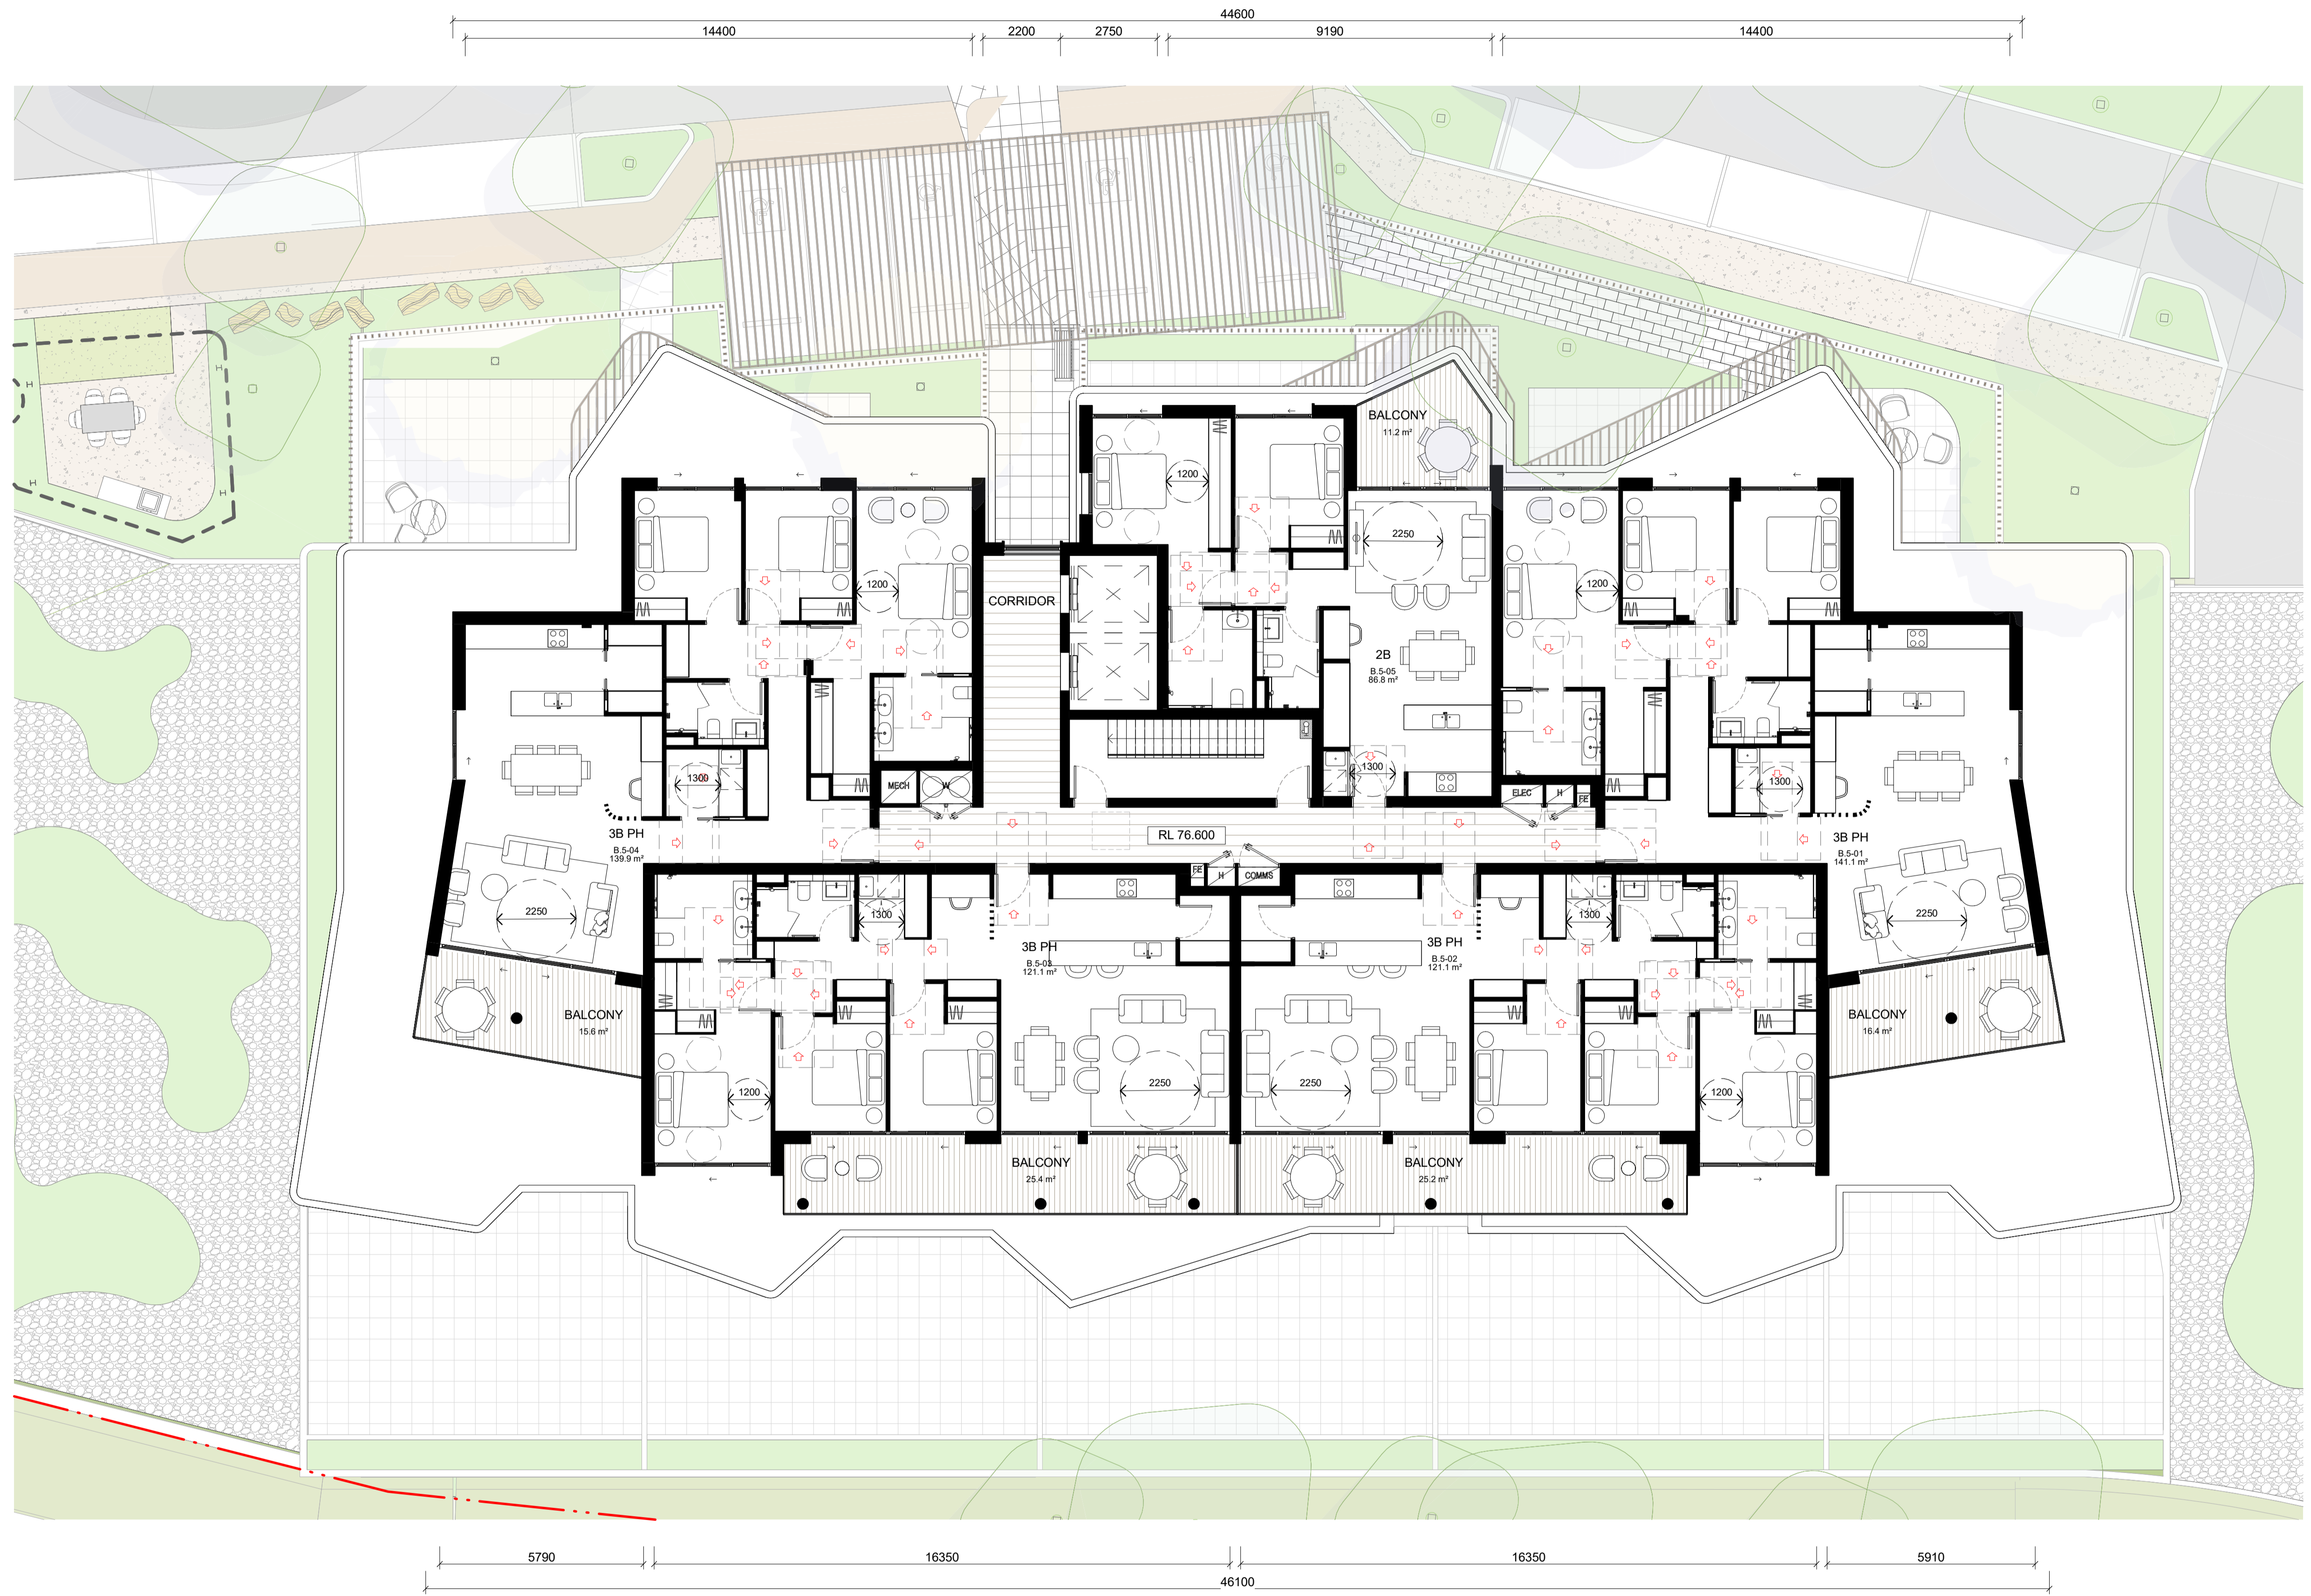 44600
14400
2200
2750
9190
14400
BALCONY
11.2 m²
1200
2250
1200
1200
CORRIDOR
2B
B.5-05
86.8 m²
1300
1300
1300
MECH
W
ELEC
H
FE
RL 76.600
3B PH
B.5-04
139.9 m²
3B PH
B.5-01
141.1 m²
FE
H
COMMS
2250
1300
3B PH
B.5-03
121.1 m²
3B PH
B.5-02
121.1 m²
1300
2250
BALCONY
15.6 m²
BALCONY
16.4 m²
1200
2250
2250
1200
BALCONY
25.4 m²
BALCONY
25.2 m²
H
H
H
H
5790
16350
16350
5910
46100